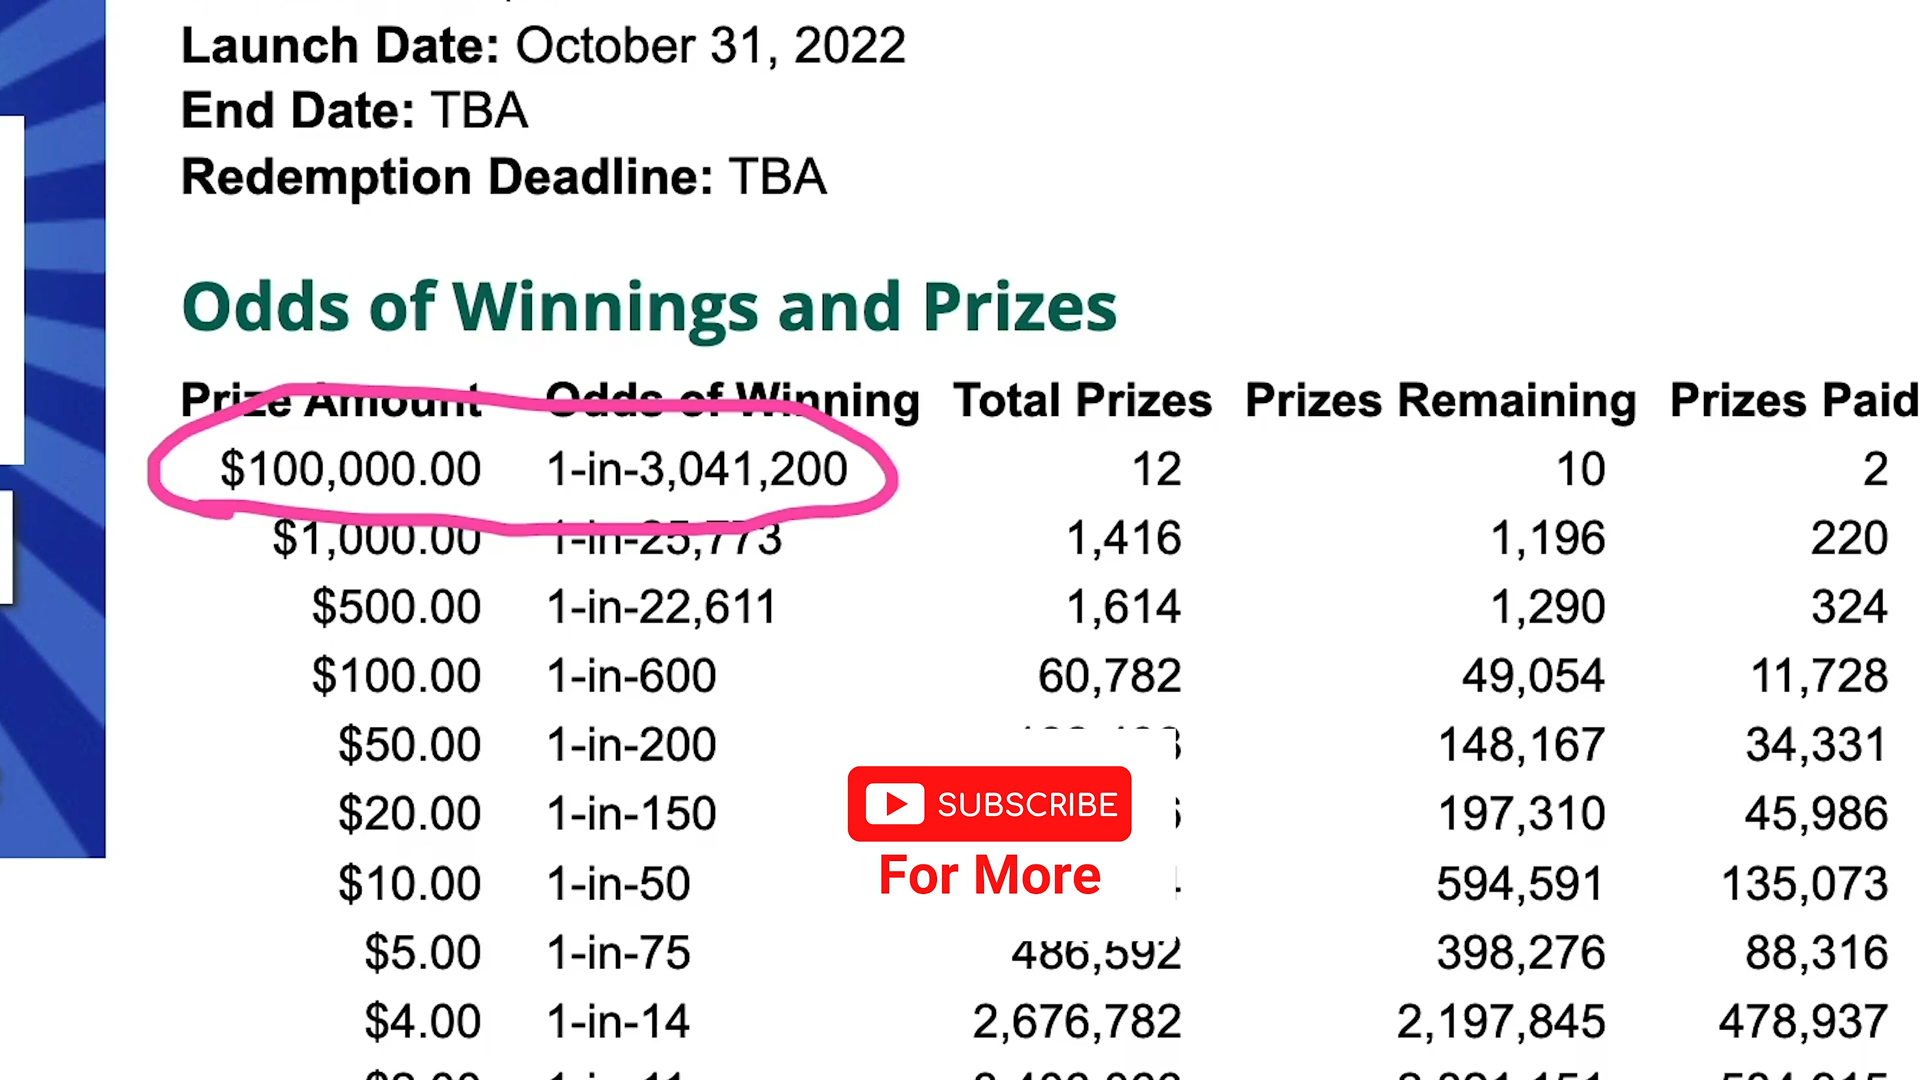 Launch Date: October 31, 2022
End Date: TBA
Redemption Deadline: TBA
Odds of Winnings and Prizes
Prize Amount Odds of Winning Total Prizes Prizes Remaining Prizes Paid
$100,000.00 1-in-3,041,200 12 10 2
$1,000.00 1-in-25,773 1,416 1,196 220
$500.00 1-in-22,611 1,614 1,290 324
$100.00 1-in-600 60,782 49,054 11,728
$50.00 1-in-200 148,167 34,331
$20.00 1-in-150 197,310 45,986
SUBSCRIBE
For More
$10.00 1-in-50 594,591 135,073
$5.00 1-in-75 486,592 398,276 88,316
$4.00 1-in-14 2,676,782 2,197,845 478,937